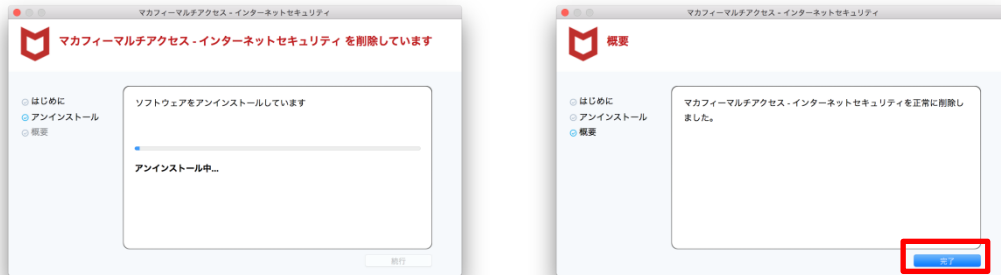 マカフィーマルチアクセス - インターネットセキュリティ
マカフィーマルチアクセス - インターネットセキュリティ を削除しています
はじめに
アンインストール
概要
ソフトウェアをアンインストールしています
アンインストール中...
続行
マカフィーマルチアクセス - インターネットセキュリティ
概要
はじめに
アンインストール
概要
マカフィーマルチアクセス - インターネットセキュリティを正常に削除し
ました。
完了